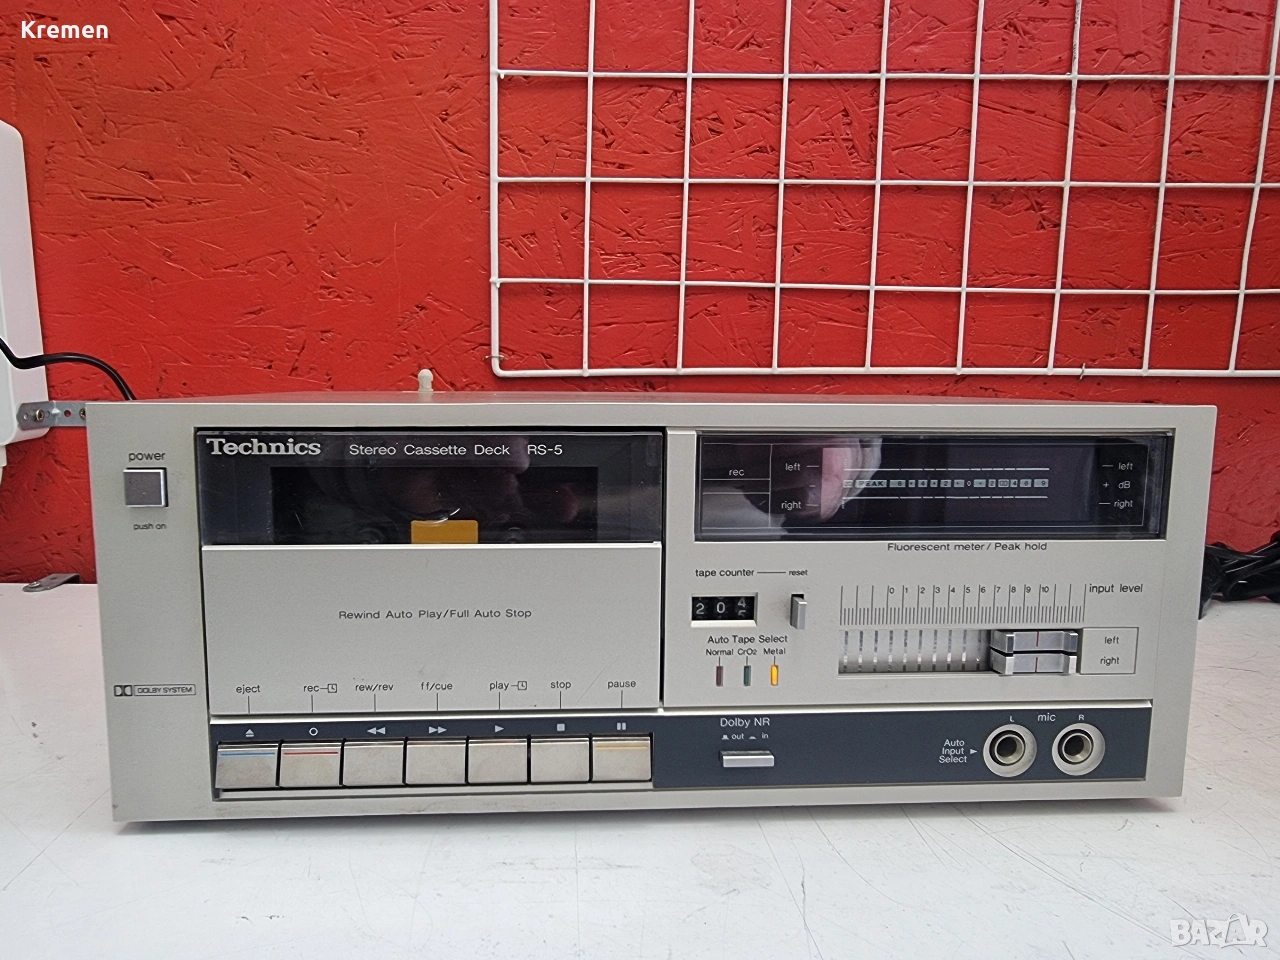 Kremen
Technics Stereo Cassette Deck RS-5
power
push on
rec
left
right
PEAK
left
+ dB
right
Fluorescent meter / Peak hold
tape counter reset
2 0
0 1 2 3 4 5 6 7 8 9 10 input level
left
right
Auto Tape Select
Normal CrO2 Metal
Rewind Auto Play/Full Auto Stop
DOLBY SYSTEM
eject rec rew/rev ff/cue play stop pause
Dolby NR
out in
Auto
Input
Select
L mic R
BAZAR